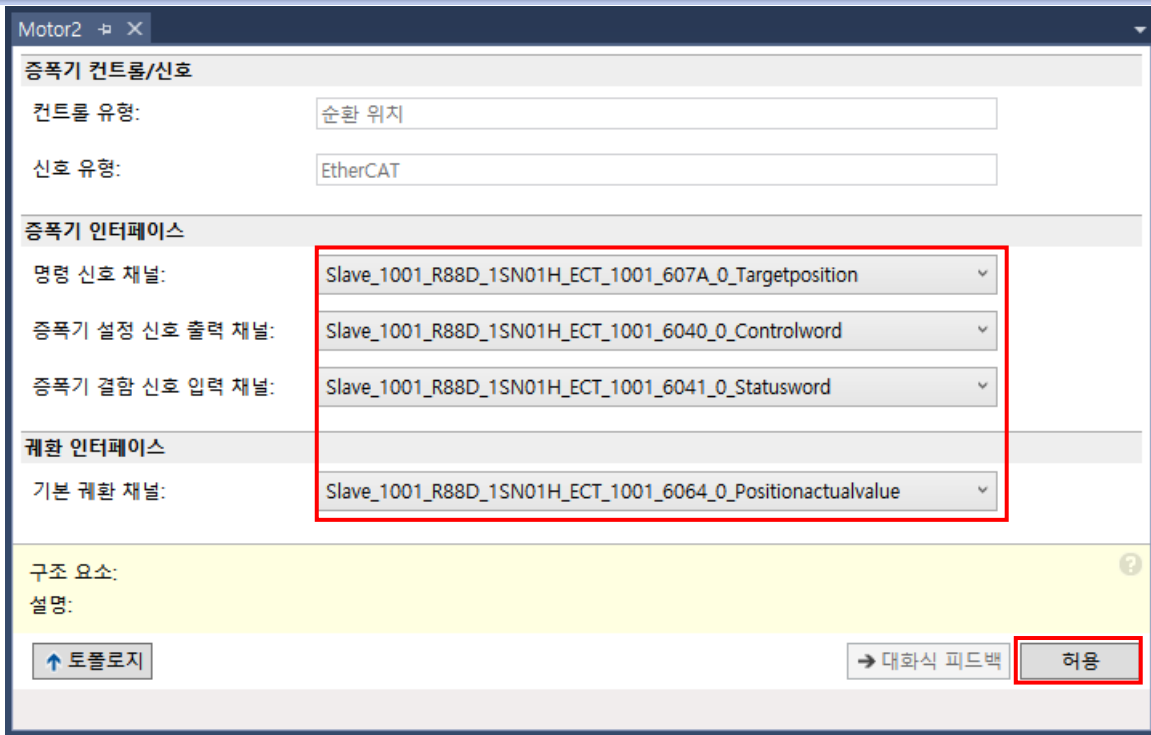 Motor2
증폭기 컨트롤/신호
컨트롤 유형: 순환 위치
신호 유형: EtherCAT
증폭기 인터페이스
명령 신호 채널: Slave_1001_R88D_1SN01H_ECT_1001_607A_0_Targetposition
증폭기 설정 신호 출력 채널: Slave_1001_R88D_1SN01H_ECT_1001_6040_0_Controlword
증폭기 결함 신호 입력 채널: Slave_1001_R88D_1SN01H_ECT_1001_6041_0_Statusword
궤환 인터페이스
기본 궤환 채널: Slave_1001_R88D_1SN01H_ECT_1001_6064_0_Positionactualvalue
구조 요소:
설명:
토폴로지 대화식 피드백 허용